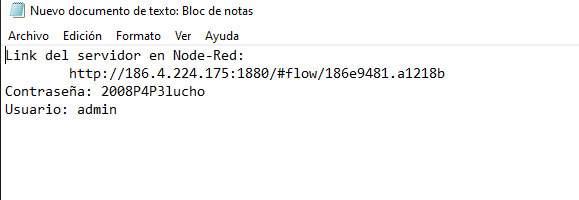 Nuevo documento de texto: Bloc de notas
Archivo Edición Formato Ver Ayuda
Link del servidor en Node-Red:
http://186.4.224.175:1880/#flow/186e9481.a1218b
Contraseña: 2008P4P3lucho
Usuario: admin